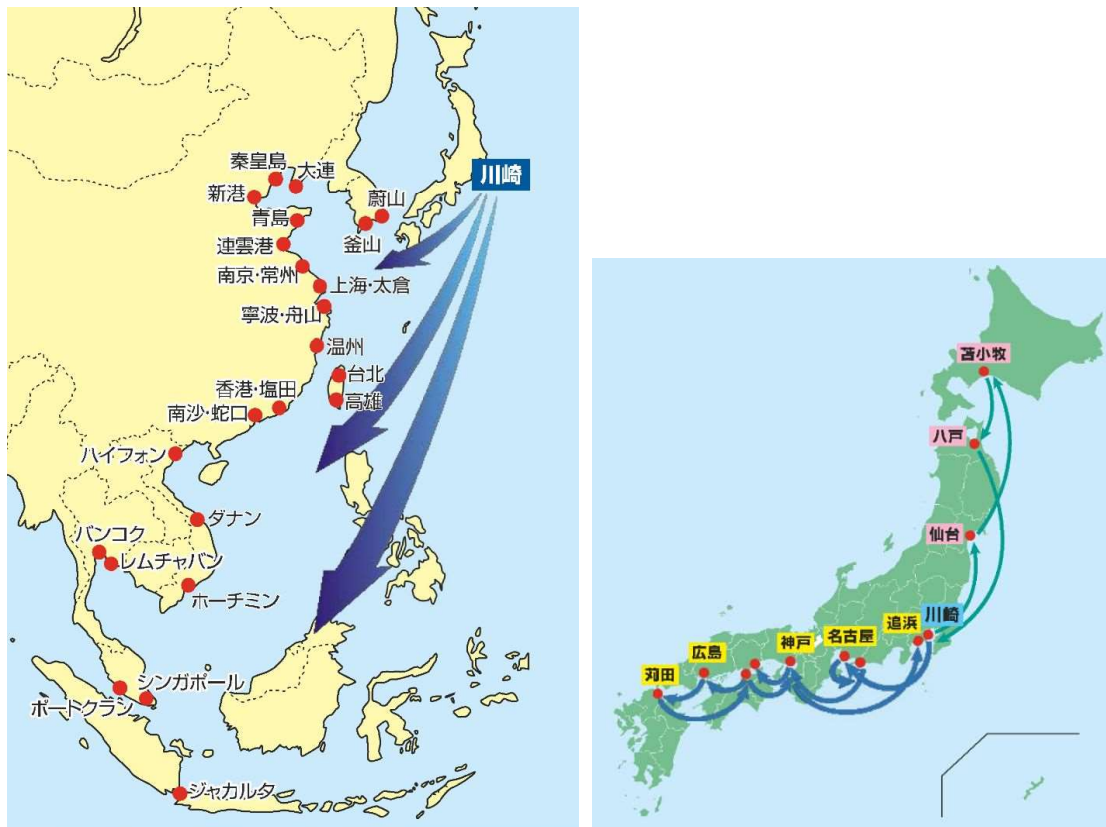 川崎
秦皇島
大連
新港
蔚山
青島
釜山
連雲港
南京・常州
上海・太倉
寧波・舟山
温州
台北
香港・塩田
高雄
南沙・蛇口
ハイフォン
ダナン
バンコク
レムチャバン
ホーチミン
シンガポール
ポートクラン
ジャカルタ
苫小牧
八戸
仙台
川崎
追浜
名古屋
神戸
広島
苅田